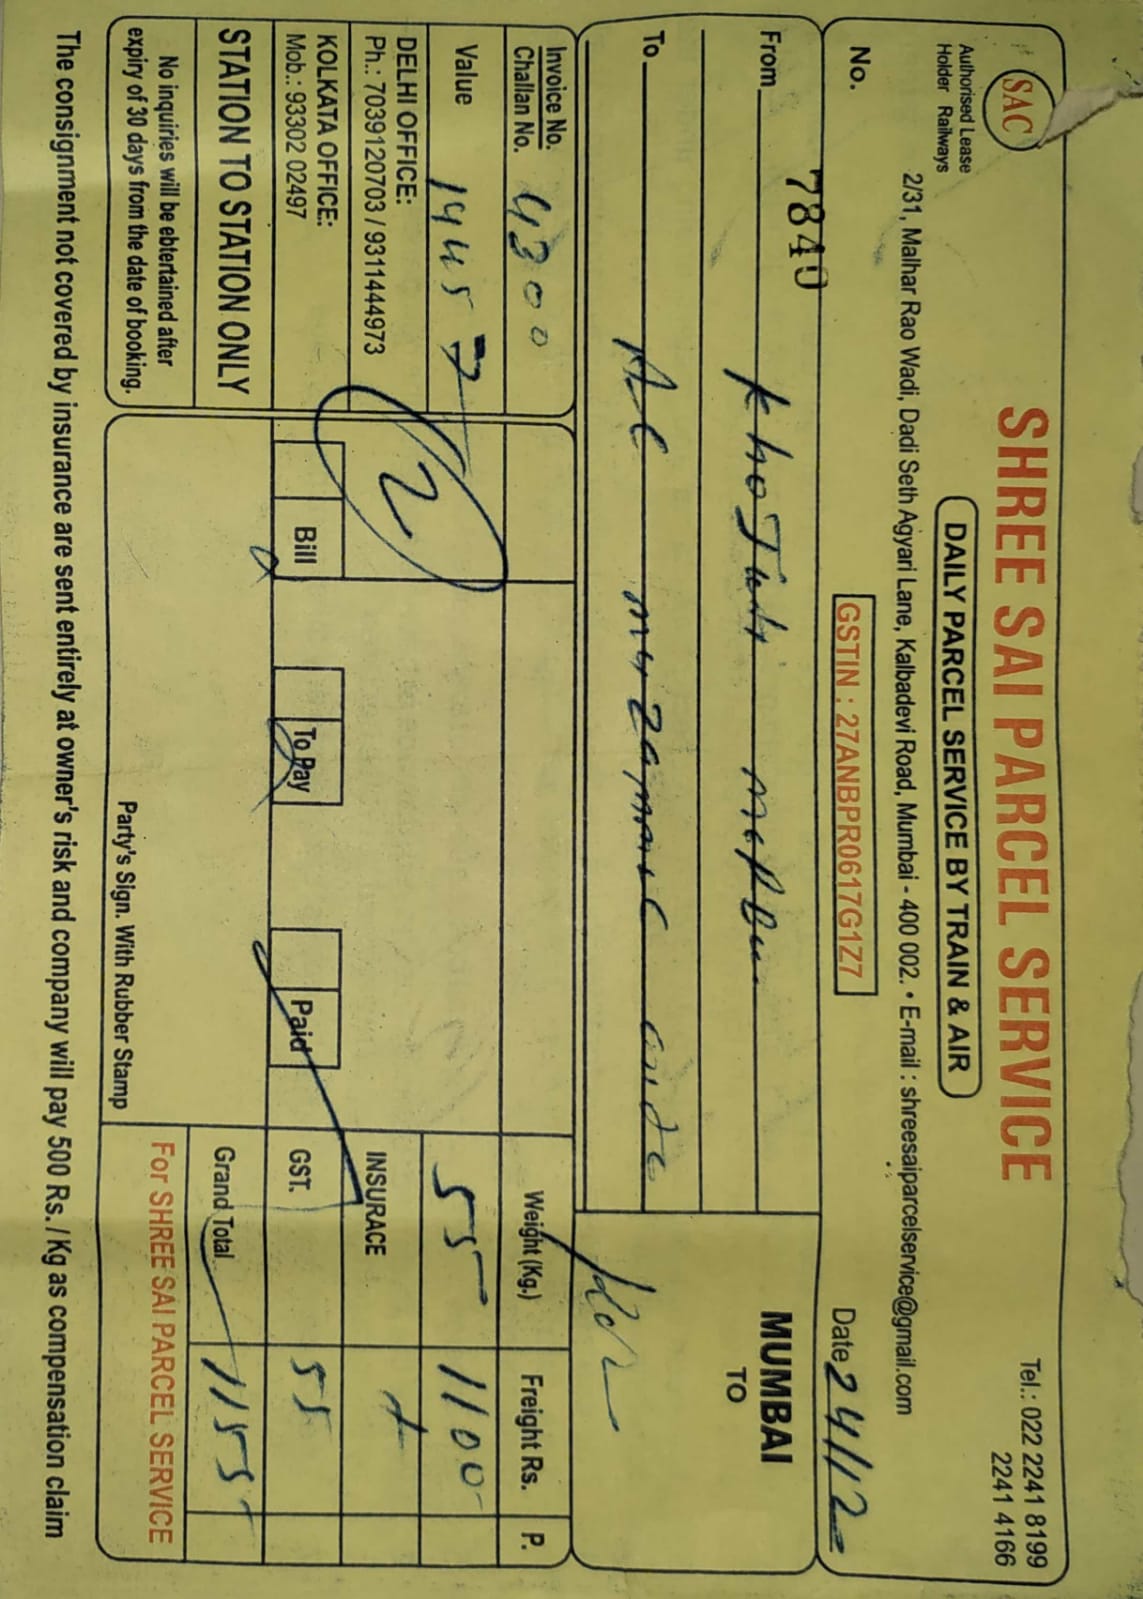 SAC
Authorised Lease
Holder Railways
SHREE SAI PARCEL SERVICE
Tel.: 022 2241 8199
2241 4166
DAILY PARCEL SERVICE BY TRAIN & AIR
2/31, Malhar Rao Wadi, Dadi Seth Agyari Lane, Kalbadevi Road, Mumbai - 400 002. • E-mail : shreesaiparcelservice@gmail.com
No. 7840
GSTIN : 27ANBPR0617G1Z7
Date 24/12
From
MUMBAI
TO
To
Invoice No.
Challan No. 4300
Weight (Kg.) Freight Rs. P.
Value 14457
2
55 1100
DELHI OFFICE:
Ph.: 7039120703 / 9311444973
INSURACE
KOLKATA OFFICE:
Mob.: 93302 02497
Bill To Pay Paid
GST. 55
STATION TO STATION ONLY
Grand Total 1155
No inquiries will be ebtertained after
expiry of 30 days from the date of booking.
Party's Sign. With Rubber Stamp
For SHREE SAI PARCEL SERVICE
The consignment not covered by insurance are sent entirely at owner's risk and company will pay 500 Rs. / Kg as compensation claim